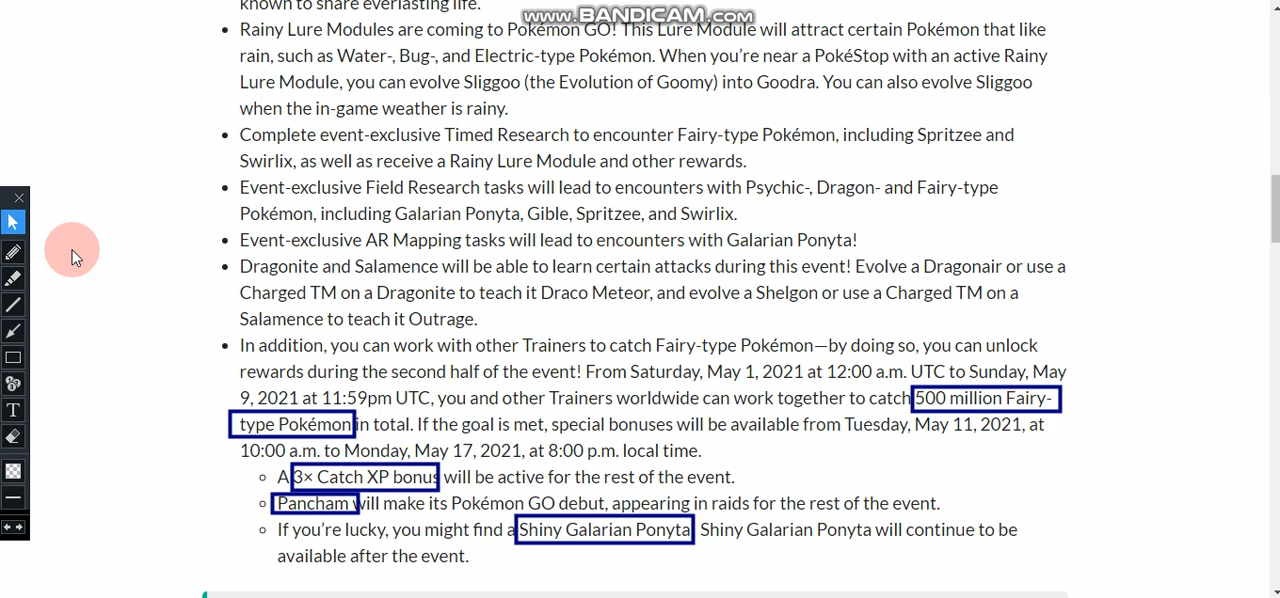 www.BANDICAM.com
known to share everlasting life.
• Rainy Lure Modules are coming to Pokémon GO! This Lure Module will attract certain Pokémon that like
rain, such as Water-, Bug-, and Electric-type Pokémon. When you’re near a PokéStop with an active Rainy
Lure Module, you can evolve Sliggoo (the Evolution of Goomy) into Goodra. You can also evolve Sliggoo
when the in-game weather is rainy.
• Complete event-exclusive Timed Research to encounter Fairy-type Pokémon, including Spritzee and
Swirlix, as well as receive a Rainy Lure Module and other rewards.
• Event-exclusive Field Research tasks will lead to encounters with Psychic-, Dragon- and Fairy-type
Pokémon, including Galarian Ponyta, Gible, Spritzee, and Swirlix.
• Event-exclusive AR Mapping tasks will lead to encounters with Galarian Ponyta!
• Dragonite and Salamence will be able to learn certain attacks during this event! Evolve a Dragonair or use a
Charged TM on a Dragonite to teach it Draco Meteor, and evolve a Shelgon or use a Charged TM on a
Salamence to teach it Outrage.
• In addition, you can work with other Trainers to catch Fairy-type Pokémon—by doing so, you can unlock
rewards during the second half of the event! From Saturday, May 1, 2021 at 12:00 a.m. UTC to Sunday, May
9, 2021 at 11:59pm UTC, you and other Trainers worldwide can work together to catch 500 million Fairy-
type Pokémon in total. If the goal is met, special bonuses will be available from Tuesday, May 11, 2021, at
10:00 a.m. to Monday, May 17, 2021, at 8:00 p.m. local time.
◦ A 3× Catch XP bonus will be active for the rest of the event.
◦ Pancham will make its Pokémon GO debut, appearing in raids for the rest of the event.
◦ If you’re lucky, you might find a Shiny Galarian Ponyta Shiny Galarian Ponyta will continue to be
available after the event.